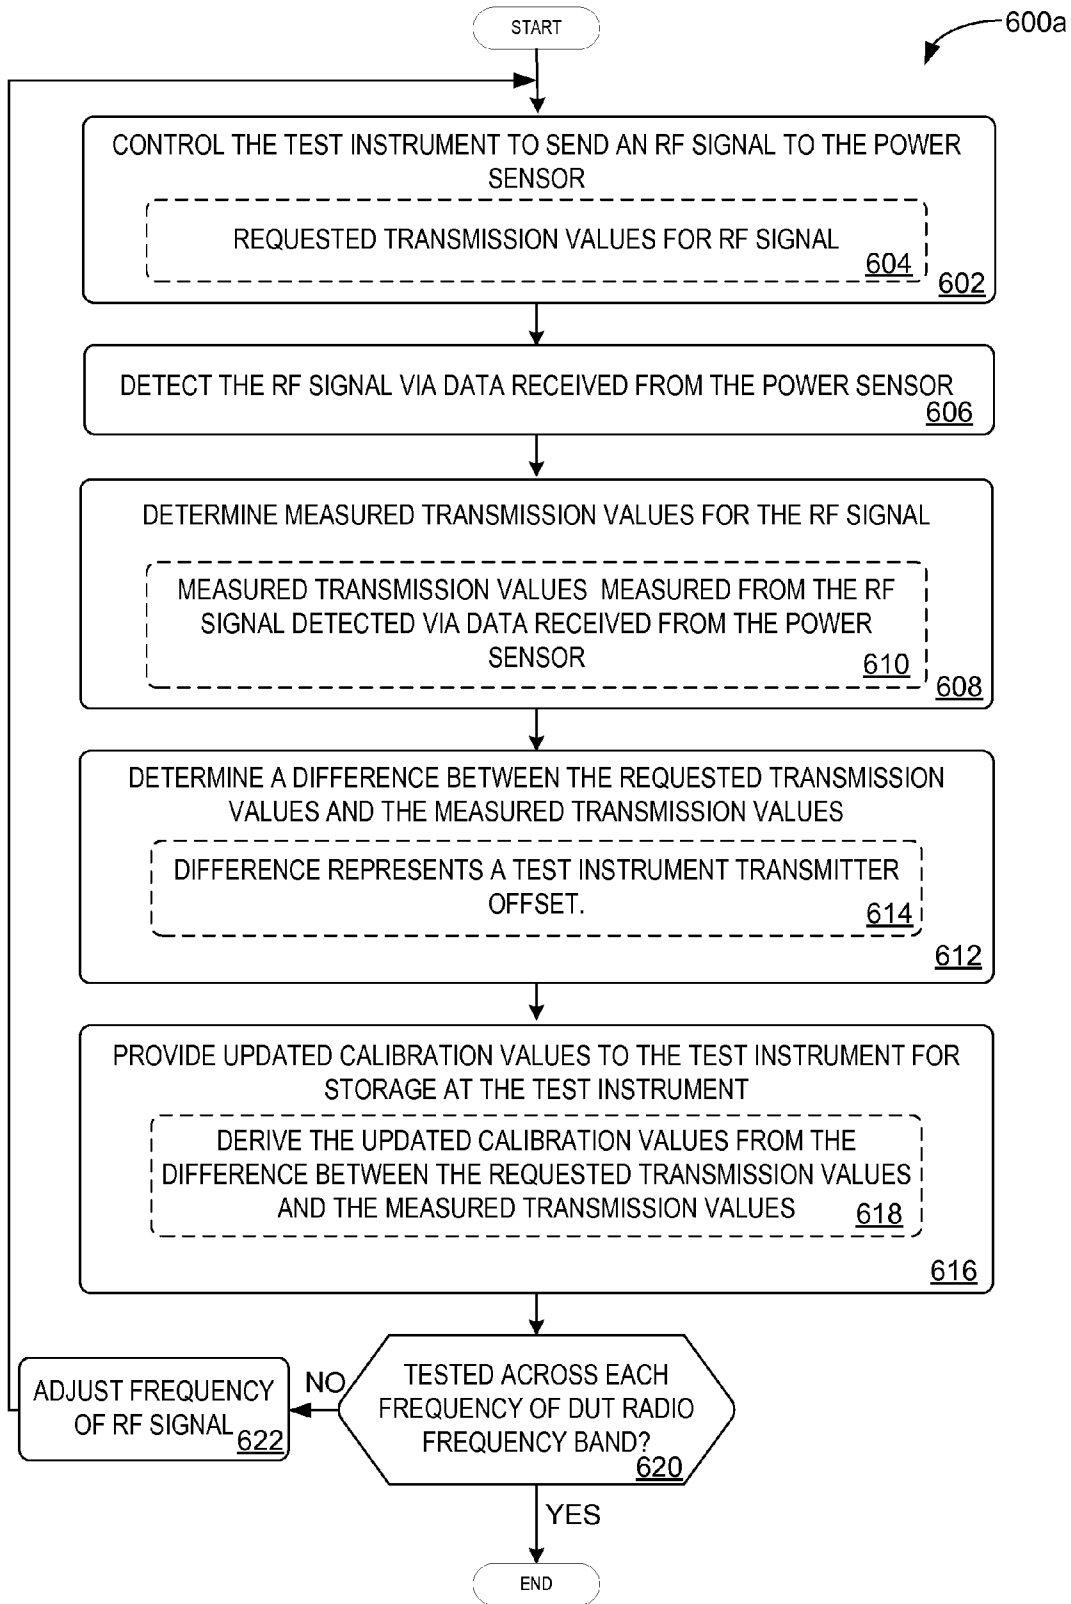 START
600a
CONTROL THE TEST INSTRUMENT TO SEND AN RF SIGNAL TO THE POWER
SENSOR
REQUESTED TRANSMISSION VALUES FOR RF SIGNAL
604
602
DETECT THE RF SIGNAL VIA DATA RECEIVED FROM THE POWER SENSOR
606
DETERMINE MEASURED TRANSMISSION VALUES FOR THE RF SIGNAL
MEASURED TRANSMISSION VALUES MEASURED FROM THE RF
SIGNAL DETECTED VIA DATA RECEIVED FROM THE POWER
SENSOR
610
608
DETERMINE A DIFFERENCE BETWEEN THE REQUESTED TRANSMISSION
VALUES AND THE MEASURED TRANSMISSION VALUES
DIFFERENCE REPRESENTS A TEST INSTRUMENT TRANSMITTER
OFFSET.
614
612
PROVIDE UPDATED CALIBRATION VALUES TO THE TEST INSTRUMENT FOR
STORAGE AT THE TEST INSTRUMENT
DERIVE THE UPDATED CALIBRATION VALUES FROM THE
DIFFERENCE BETWEEN THE REQUESTED TRANSMISSION VALUES
AND THE MEASURED TRANSMISSION VALUES
618
616
TESTED ACROSS EACH
FREQUENCY OF DUT RADIO
FREQUENCY BAND?
620
NO
ADJUST FREQUENCY
OF RF SIGNAL
622
YES
END